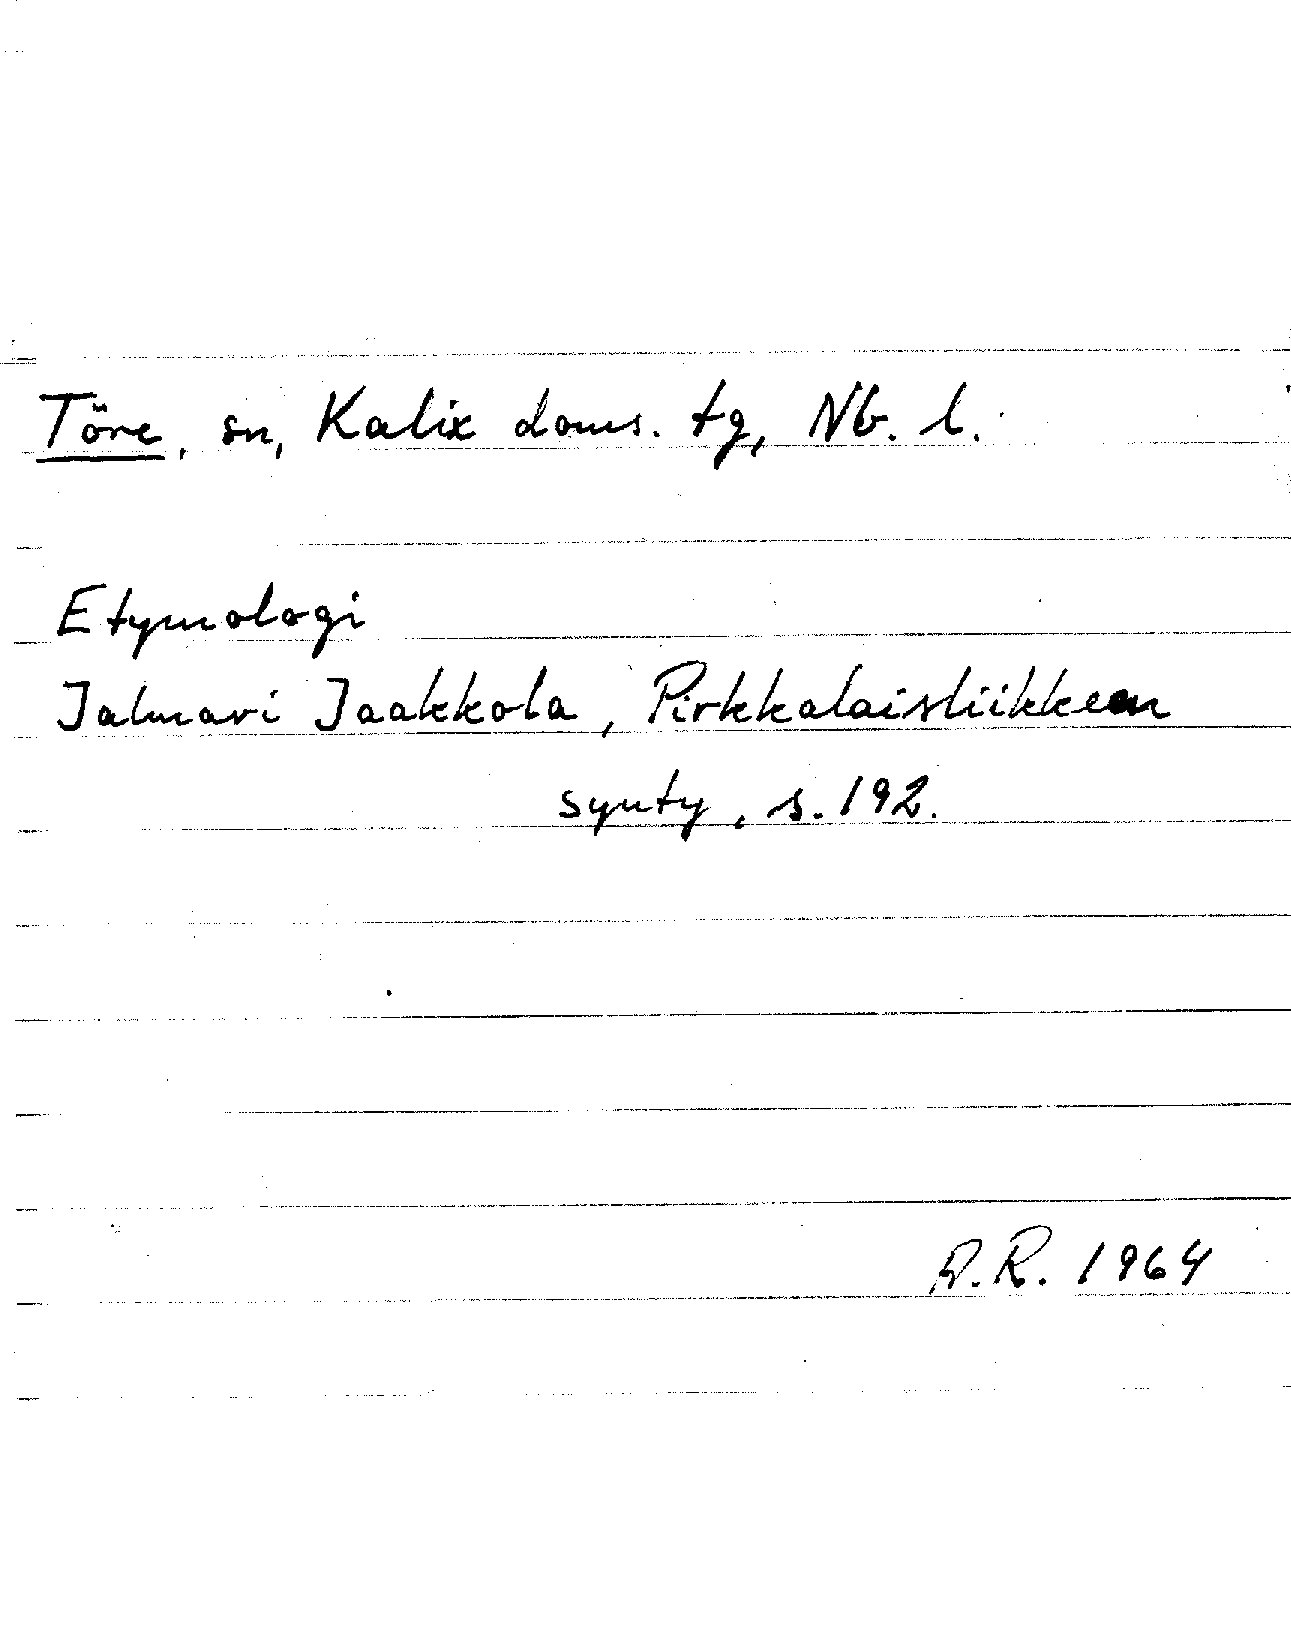 Töre, sn, Kalix doms. tg, Nb. l.
Etymologi
Jalmari Jaakkola, Pirkkalaisliikkeen
synty, s. 192.
R. 1964